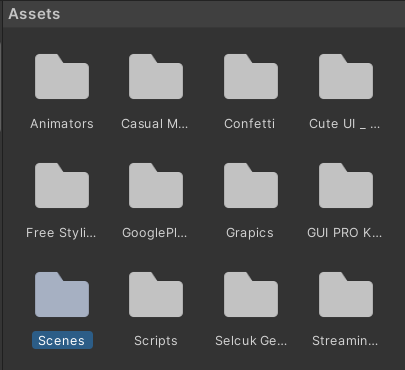 Assets
Animators
Casual M...
Confetti
Cute UI _ ...
Free Styli...
GooglePl...
Grapics
GUI PRO K...
Scenes
Scripts
Selcuk Ge...
Streamin...